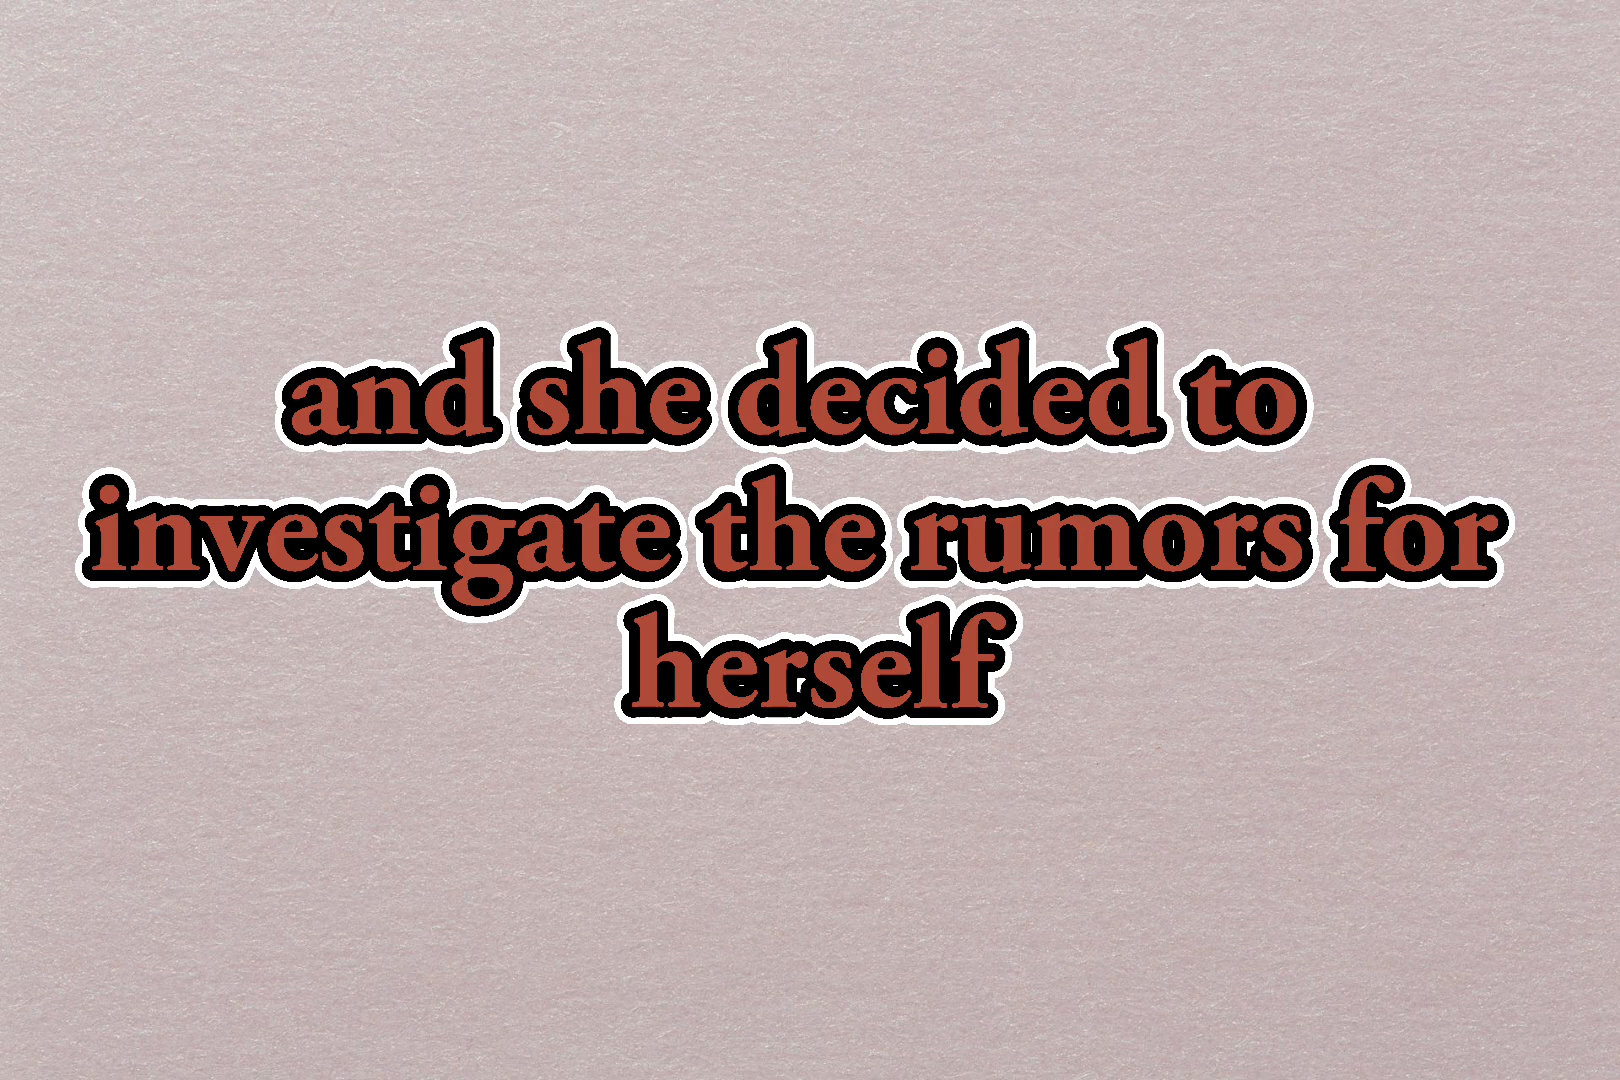 and she decided to
investigate the rumors for
herself